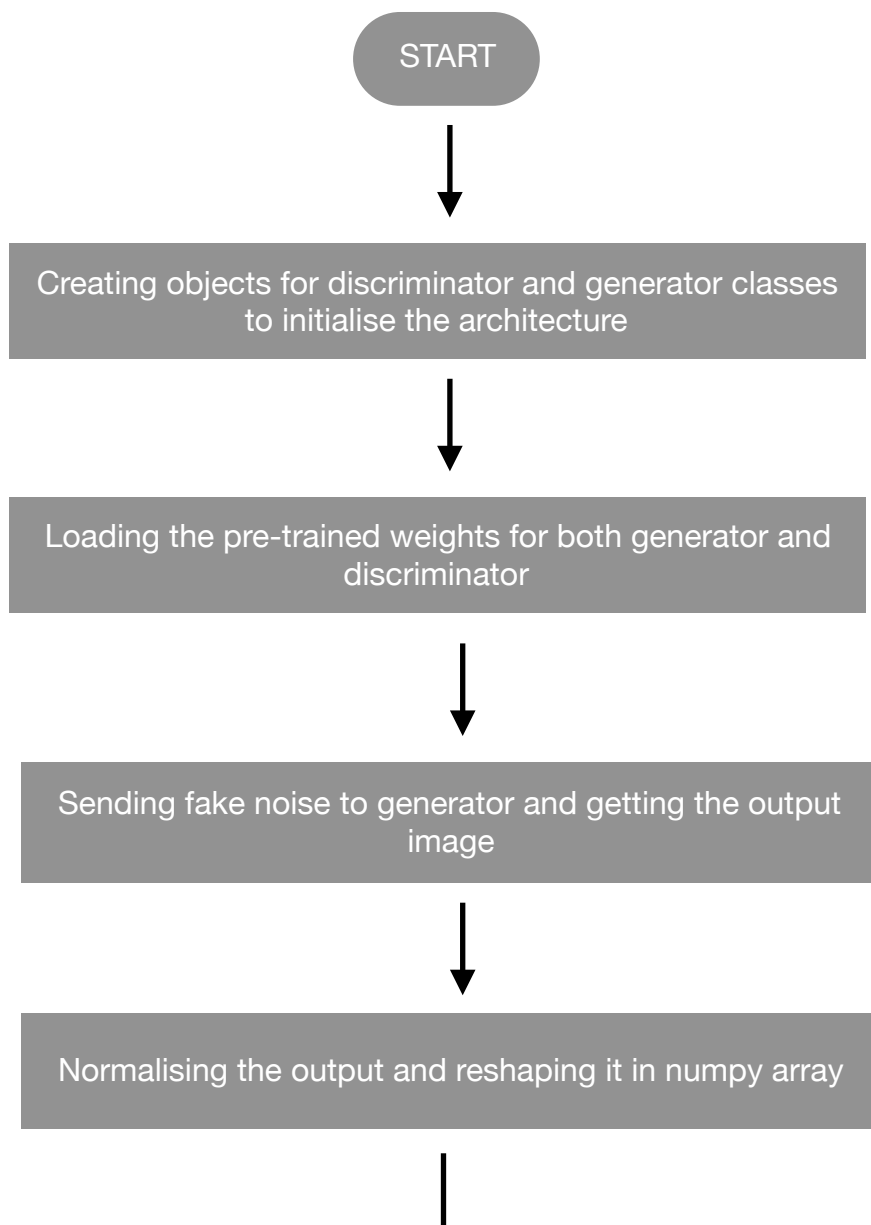 START
Creating objects for discriminator and generator classes
to initialise the architecture
Loading the pre-trained weights for both generator and
discriminator
Sending fake noise to generator and getting the output
image
Normalising the output and reshaping it in numpy array